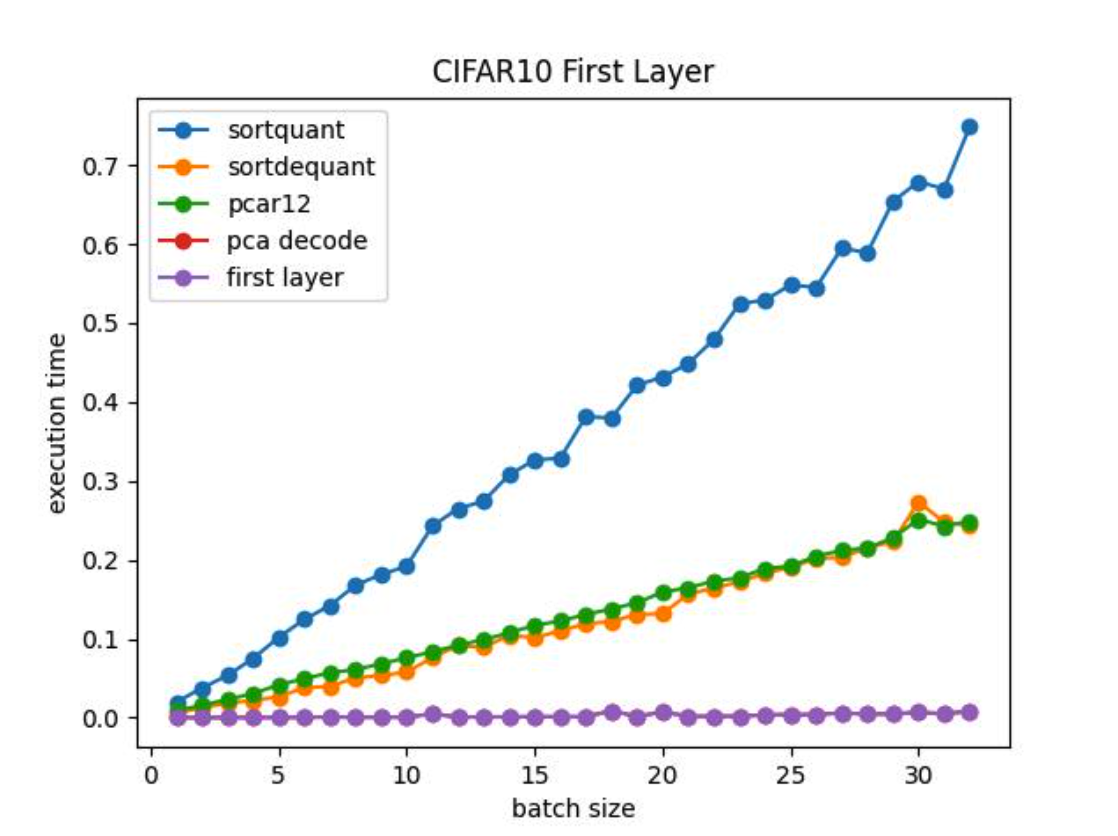 CIFAR10 First Layer
sortquant
sortdequant
pcar12
pca decode
first layer
0.7
0.6
0.5
0.4
0.3
0.2
0.1
0.0
execution time
0 5 10 15 20 25 30
batch size